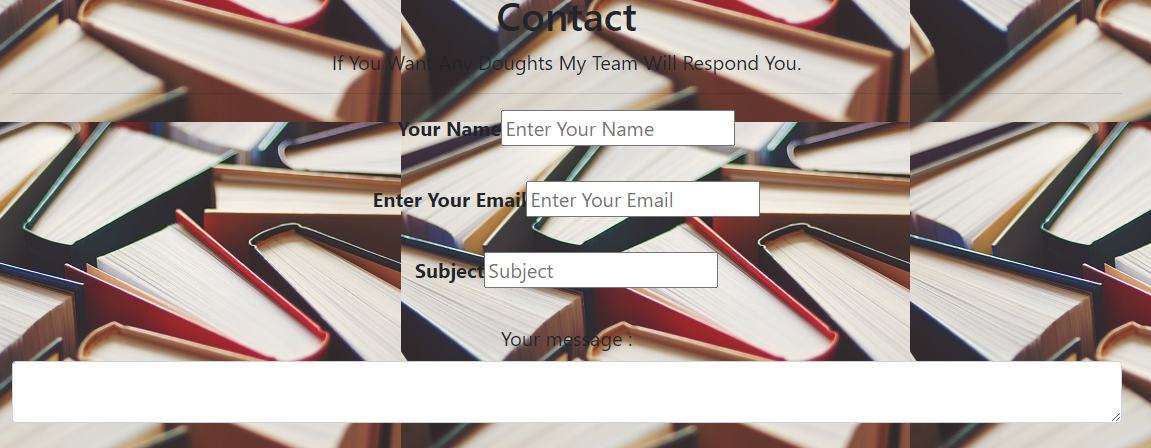 Contact
If You Want Any Doughts My Team Will Respond You.
Your Name Enter Your Name
Enter Your Email Enter Your Email
Subject Subject
Your message :